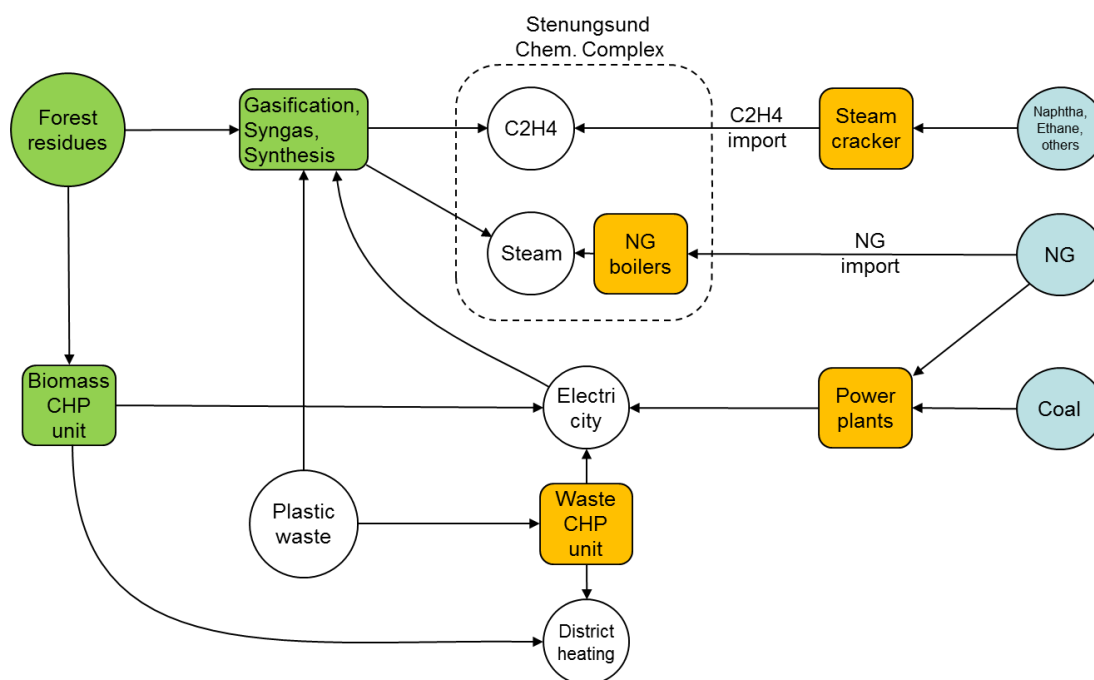 Stenungsund
Chem. Complex
Forest
residues
Gasification,
Syngas,
Synthesis
C2H4
C2H4
import
Steam
cracker
Naphtha,
Ethane,
others
Steam
NG
boilers
NG
import
NG
Biomass
CHP
unit
Electri
city
Power
plants
Coal
Plastic
waste
Waste
CHP
unit
District
heating